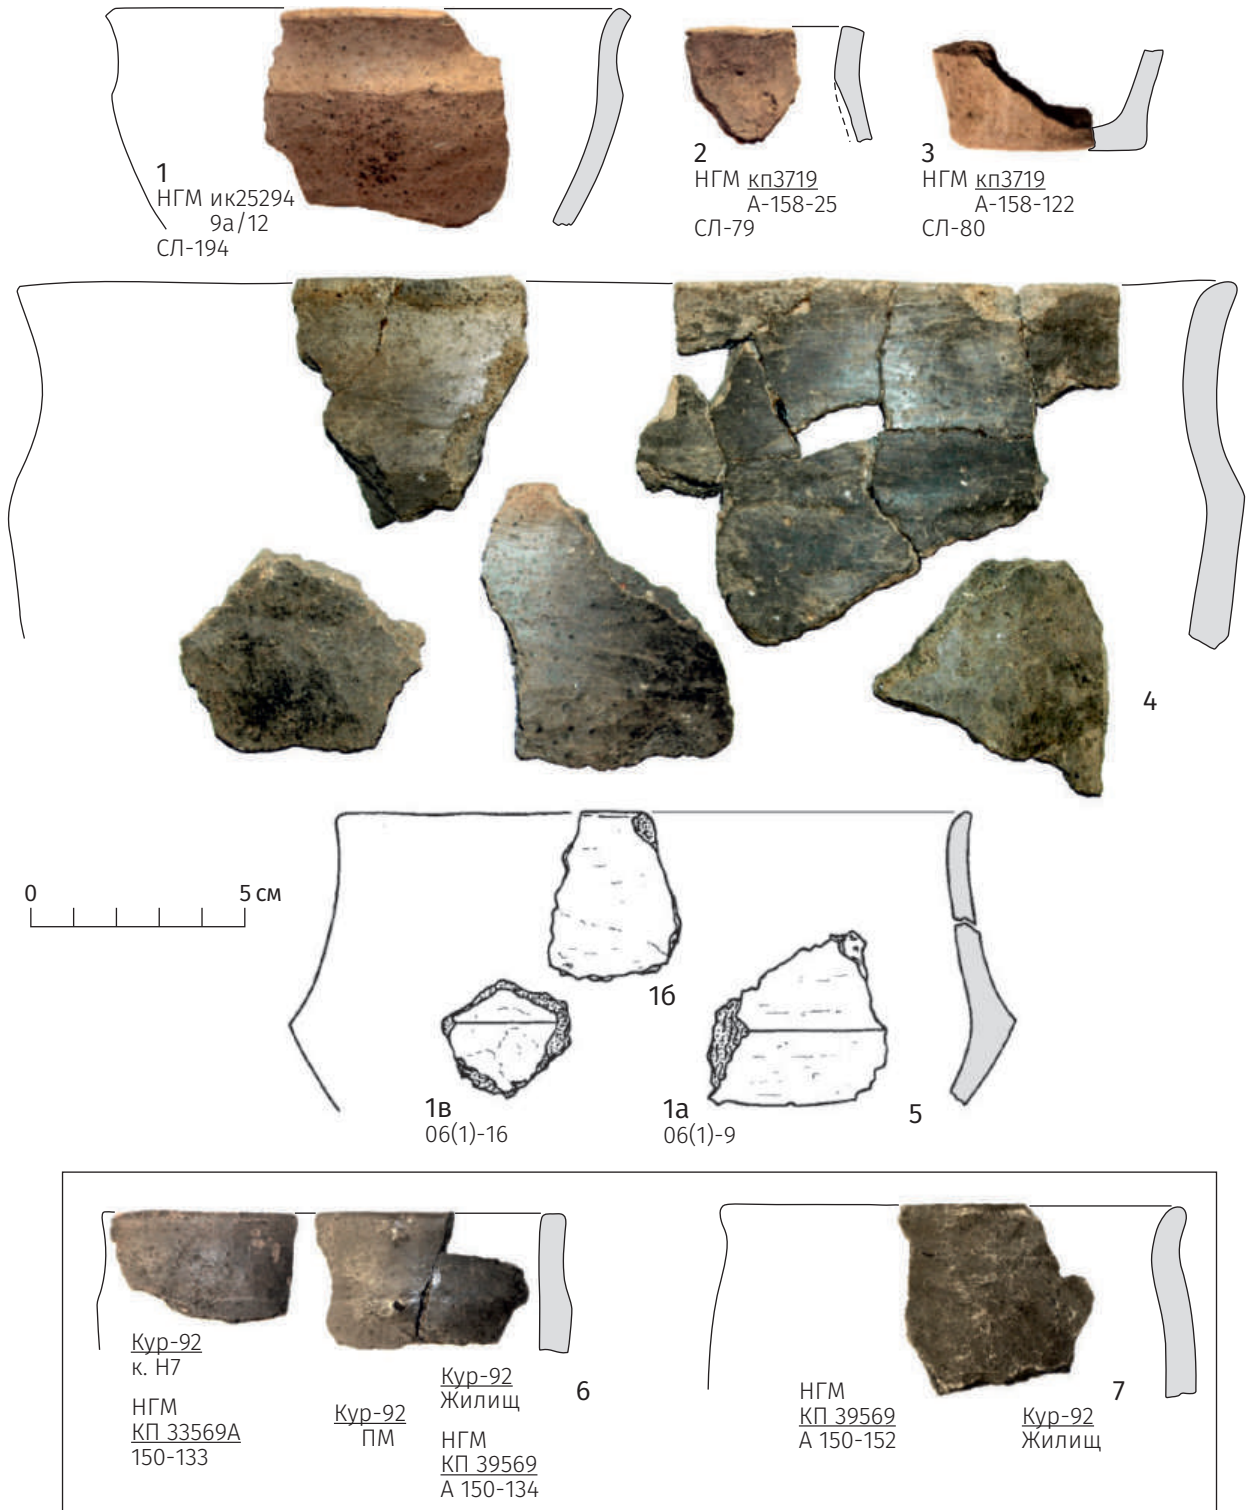 1
НГМ ик25294
9а/12
СЛ-194
2
НГМ кп3719
А-158-25
СЛ-79
3
НГМ кп3719
А-158-122
СЛ-80
4
0 5 см
1б
1в
06(1)-16
1а
06(1)-9
5
Кур-92
к. Н7
НГМ
КП 33569А
150-133
Кур-92
ПМ
Кур-92
Жилищ
НГМ
КП 39569
А 150-134
6
НГМ
КП 39569
А 150-152
Кур-92
Жилищ
7